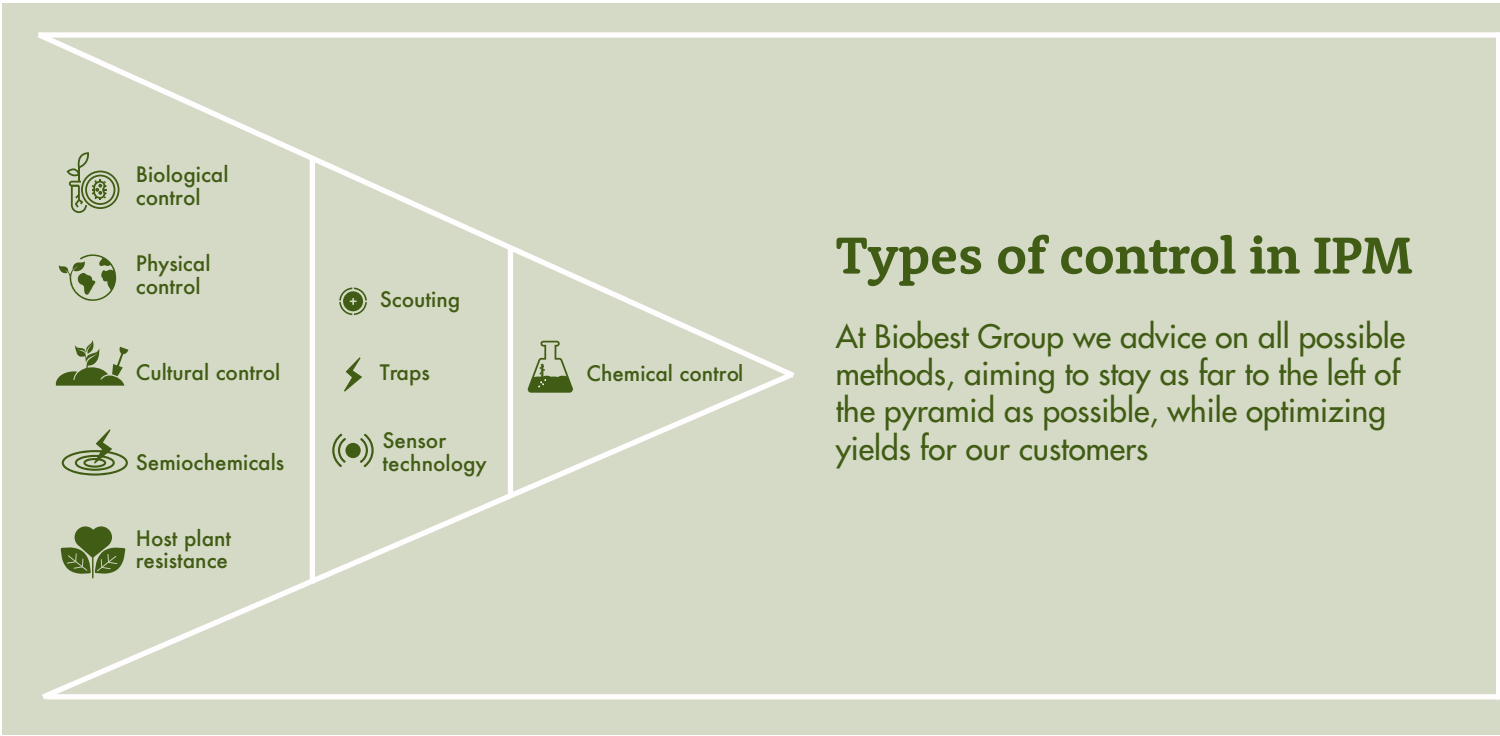 Biological
control
Physical
control
Cultural control
Semiochemicals
Host plant
resistance
Scouting
Traps
Sensor
technology
Chemical control
Types of control in IPM
At Biobest Group we advice on all possible
methods, aiming to stay as far to the left of
the pyramid as possible, while optimizing
yields for our customers